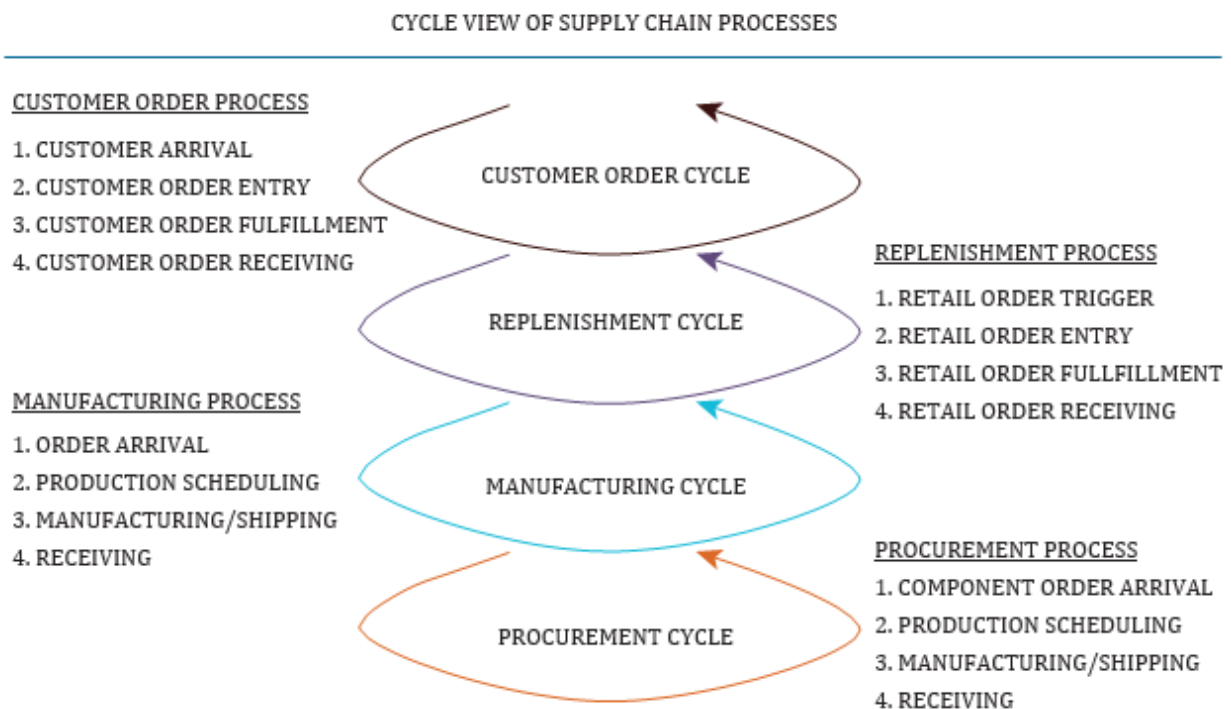 CYCLE VIEW OF SUPPLY CHAIN PROCESSES
CUSTOMER ORDER PROCESS
1. CUSTOMER ARRIVAL
2. CUSTOMER ORDER ENTRY
3. CUSTOMER ORDER FULFILLMENT
4. CUSTOMER ORDER RECEIVING
CUSTOMER ORDER CYCLE
REPLENISHMENT PROCESS
1. RETAIL ORDER TRIGGER
2. RETAIL ORDER ENTRY
3. RETAIL ORDER FULLFILLMENT
4. RETAIL ORDER RECEIVING
REPLENISHMENT CYCLE
MANUFACTURING PROCESS
1. ORDER ARRIVAL
2. PRODUCTION SCHEDULING
3. MANUFACTURING/SHIPPING
4. RECEIVING
MANUFACTURING CYCLE
PROCUREMENT PROCESS
1. COMPONENT ORDER ARRIVAL
2. PRODUCTION SCHEDULING
3. MANUFACTURING/SHIPPING
4. RECEIVING
PROCUREMENT CYCLE